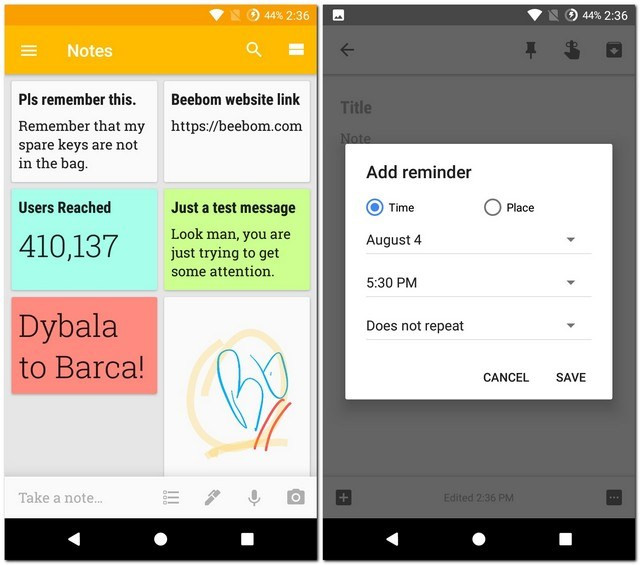 44% 2:36
Notes
Pls remember this.
Remember that my
spare keys are not
in the bag.
Beebom website link
https://beebom.com
Users Reached
410,137
Just a test message
Look man, you are
just trying to get
some attention.
Dybala
to Barca!
Take a note...
44% 2:36
Title
Note
Add reminder
Time
Place
August 4
5:30 PM
Does not repeat
CANCEL
SAVE
Edited 2:36 PM